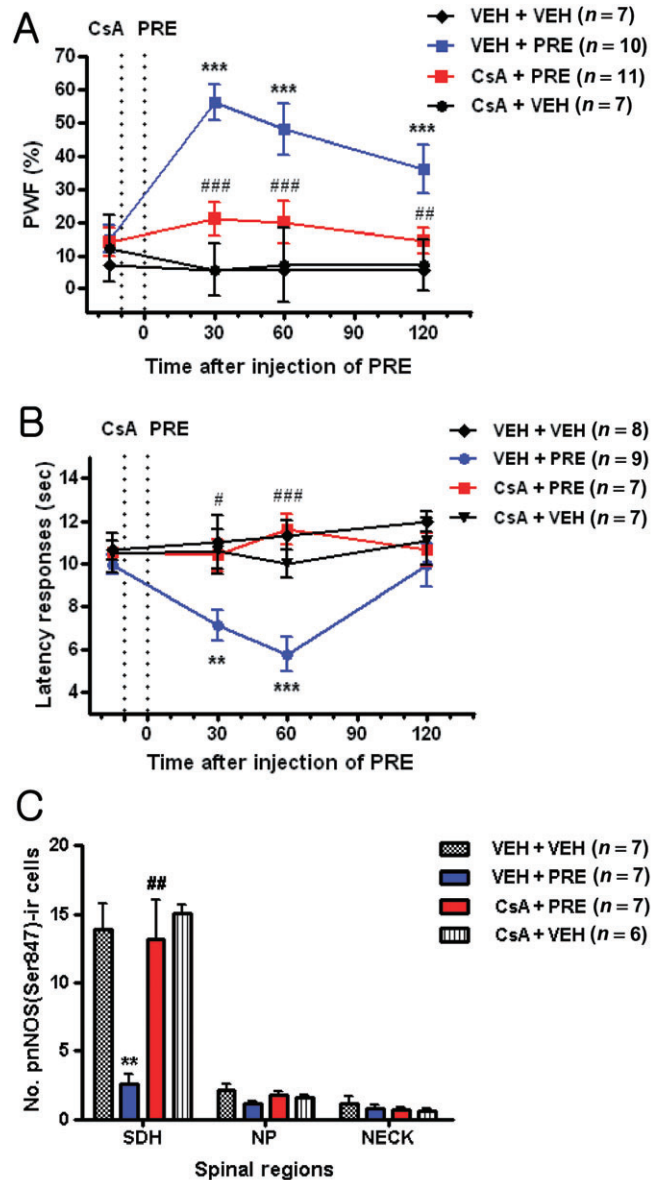 A
CsA PRE
VEH + VEH (n = 7)
VEH + PRE (n = 10)
CsA + PRE (n = 11)
CsA + VEH (n = 7)
70
60
50
40
30
20
10
0
PWF (%)
***
***
***
###
###
##
0 30 60 90 120
Time after injection of PRE
B
CsA PRE
VEH + VEH (n = 8)
VEH + PRE (n = 9)
CsA + PRE (n = 7)
CsA + VEH (n = 7)
14
12
10
8
6
4
Latency responses (sec)
#
###
**
***
0 30 60 90 120
Time after injection of PRE
C
VEH + VEH (n = 7)
VEH + PRE (n = 7)
CsA + PRE (n = 7)
CsA + VEH (n = 6)
20
15
10
5
0
No. pnNOS(Ser847)-ir cells
##
**
SDH NP NECK
Spinal regions